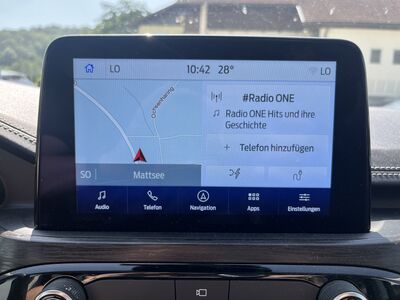 LO 10:42 28° LO
Ochsenharing
#Radio ONE
Radio ONE Hits und ihre
Geschichte
+ Telefon hinzufügen
SO Mattsee
Audio Telefon Navigation Apps Einstellungen